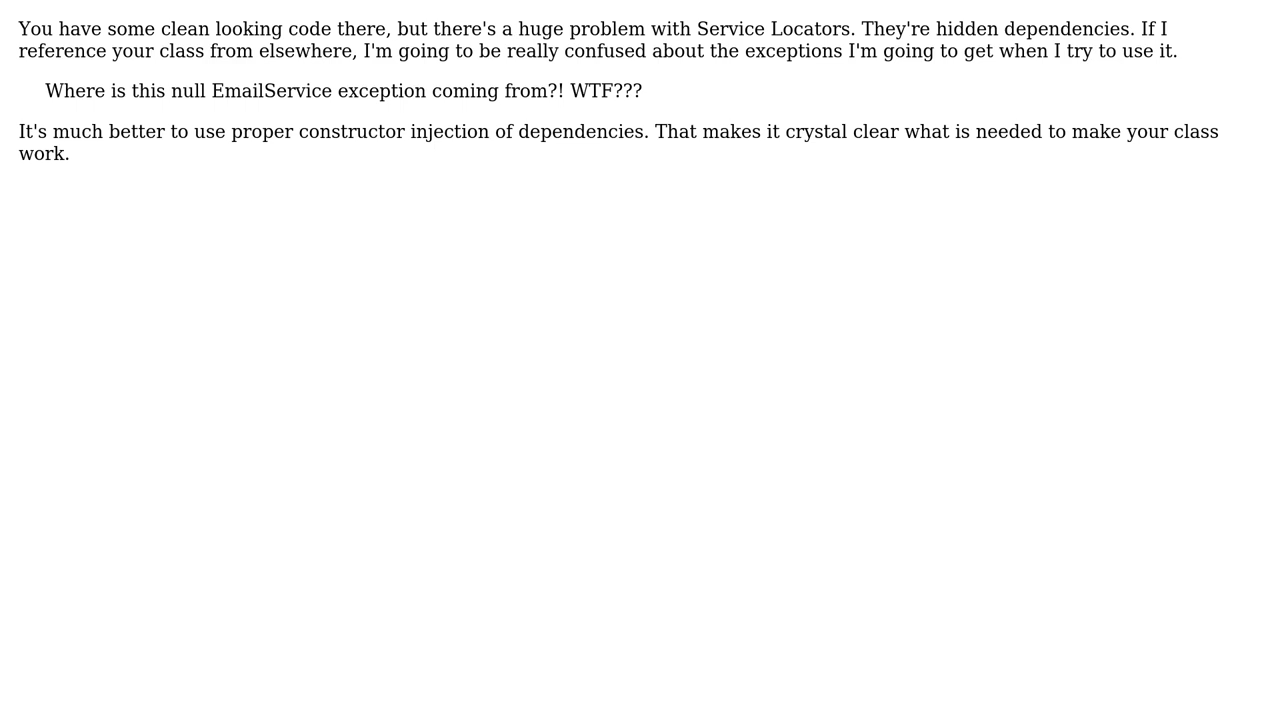 You have some clean looking code there, but there's a huge problem with Service Locators. They're hidden dependencies. If I
reference your class from elsewhere, I'm going to be really confused about the exceptions I'm going to get when I try to use it.
Where is this null EmailService exception coming from?! WTF???
It's much better to use proper constructor injection of dependencies. That makes it crystal clear what is needed to make your class
work.